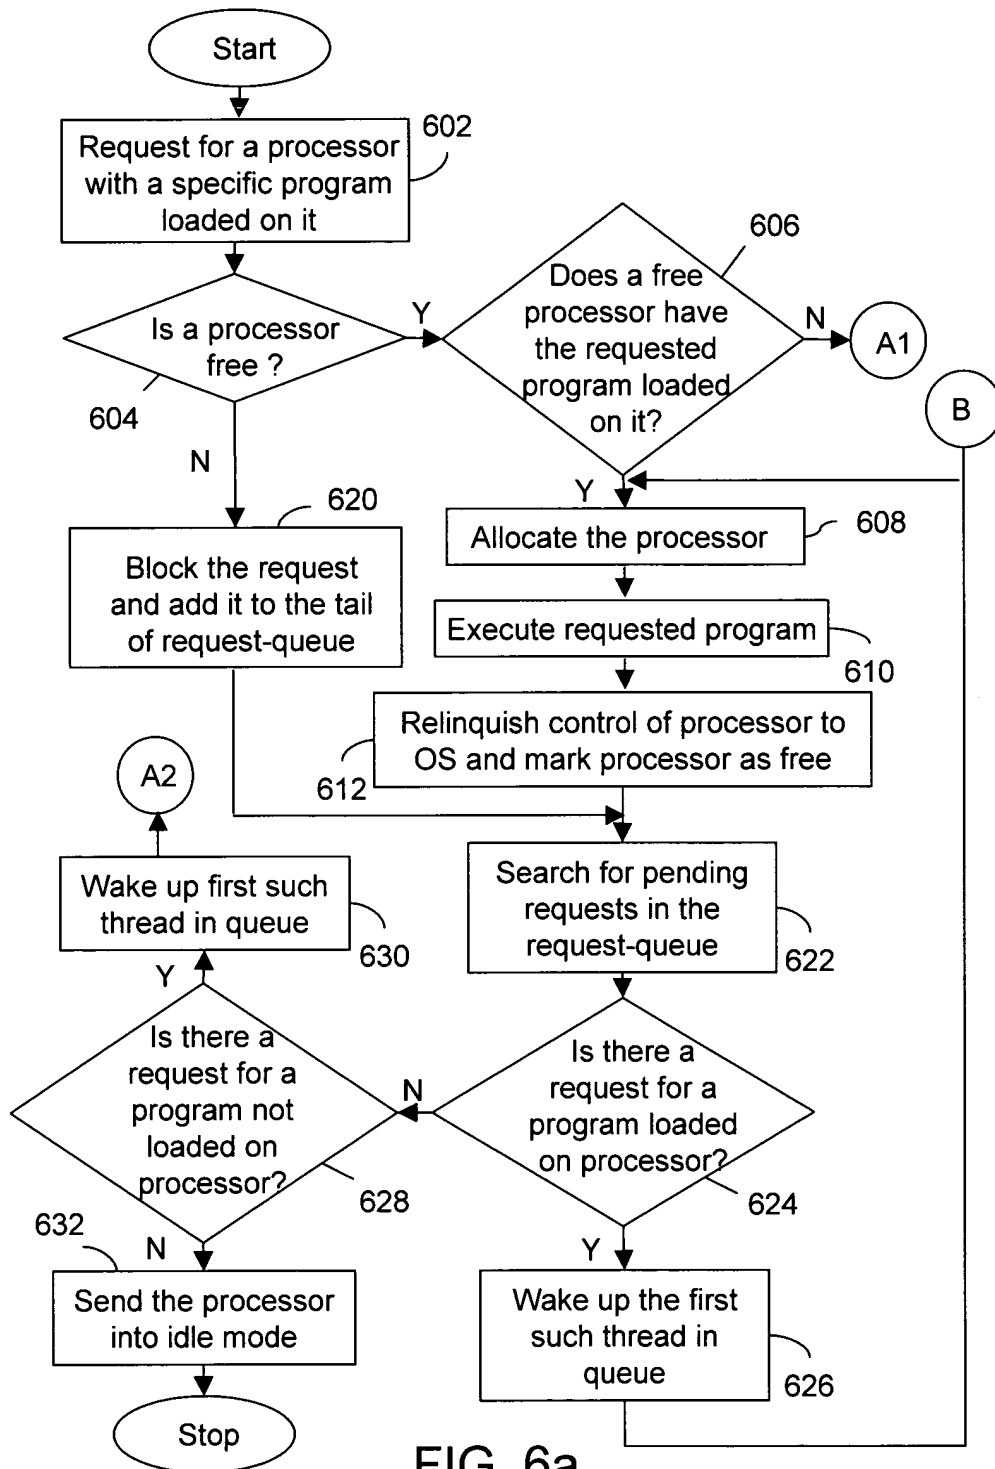 Start
602
Request for a processor
with a specific program
loaded on it
606
Does a free
processor have
the requested
program loaded
on it?
Y
N
A1
Is a processor
free ?
604
B
N
Y
620
608
Allocate the processor
Block the request
and add it to the tail
of request-queue
Execute requested program
610
Relinquish control of processor to
OS and mark processor as free
612
A2
Search for pending
requests in the
request-queue
622
Wake up first such
thread in queue
630
Y
Is there a
request for a
program not
loaded on
processor?
628
N
Is there a
request for a
program loaded
on processor?
624
632
N
Y
Send the processor
into idle mode
Wake up the first
such thread in
queue
626
Stop
FIG. 6a